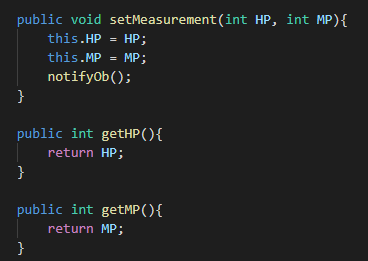 public void setMeasurement(int HP, int MP){
    this.HP = HP;
    this.MP = MP;
    notifyOb();
}

public int getHP(){
    return HP;
}

public int getMP(){
    return MP;
}